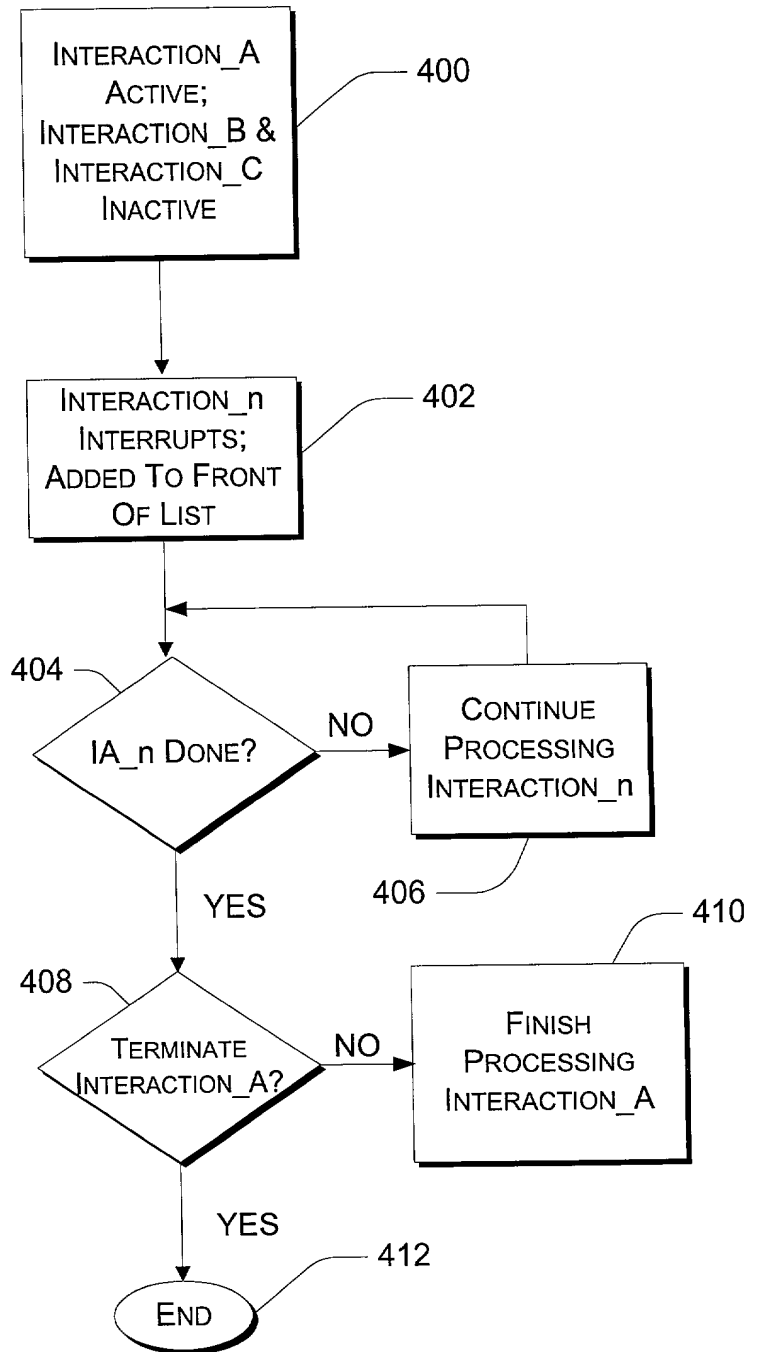 INTERACTION_A
ACTIVE;
INTERACTION_B &
INTERACTION_C
INACTIVE
400
INTERACTION_n
INTERRUPTS;
ADDED TO FRONT
OF LIST
402
404
IA_n DONE?
NO
CONTINUE
PROCESSING
INTERACTION_n
406
YES
408
TERMINATE
INTERACTION_A?
NO
FINISH
PROCESSING
INTERACTION_A
410
YES
END
412